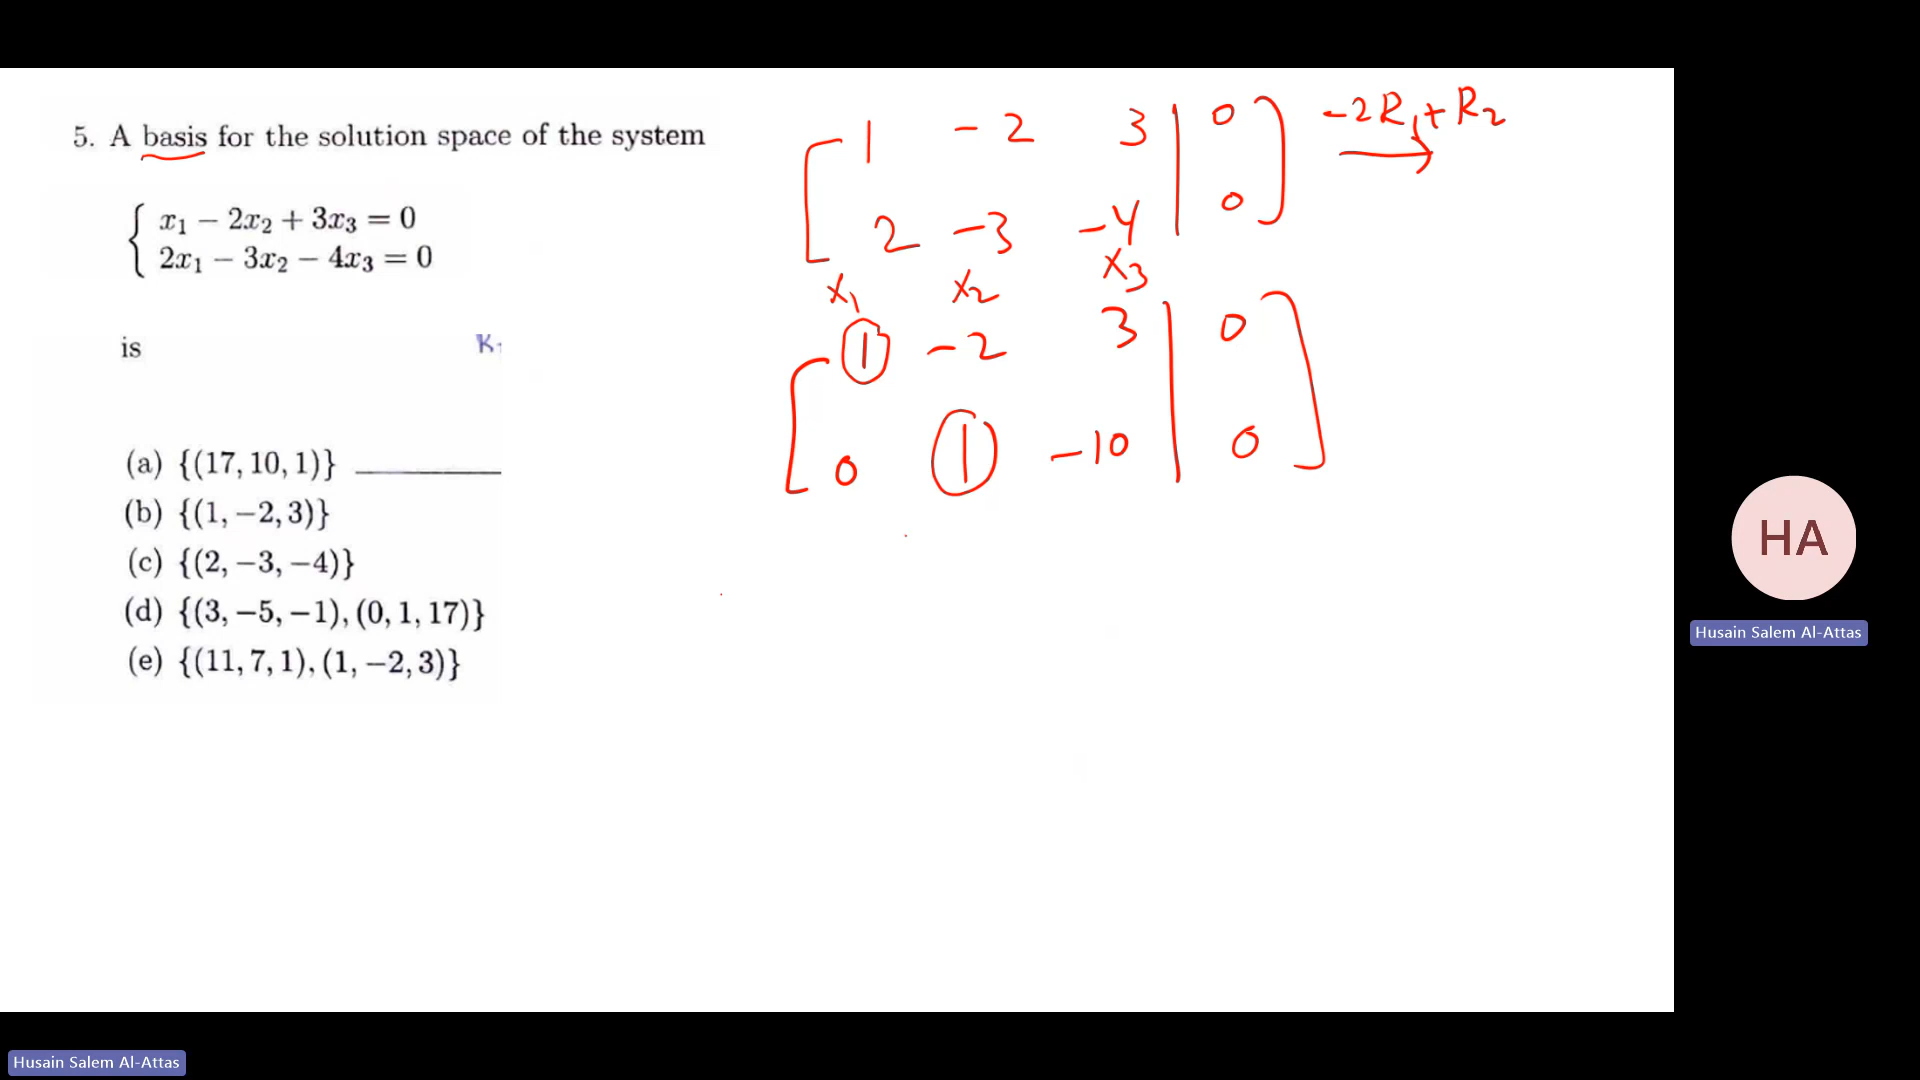 5. A basis for the solution space of the system
x₁ − 2x₂ + 3x₃ = 0
2x₁ − 3x₂ − 4x₃ = 0
is
(a) {(17, 10, 1)}
(b) {(1, −2, 3)}
(c) {(2, −3, −4)}
(d) {(3, −5, −1), (0, 1, 17)}
(e) {(11, 7, 1), (1, −2, 3)}
1 −2 3 | 0
2 −3 −4 | 0
−2R₁ + R₂
x₁ x₂ x₃
1 −2 3 | 0
0 1 −10 | 0
HA
Husain Salem Al-Attas
Husain Salem Al-Attas